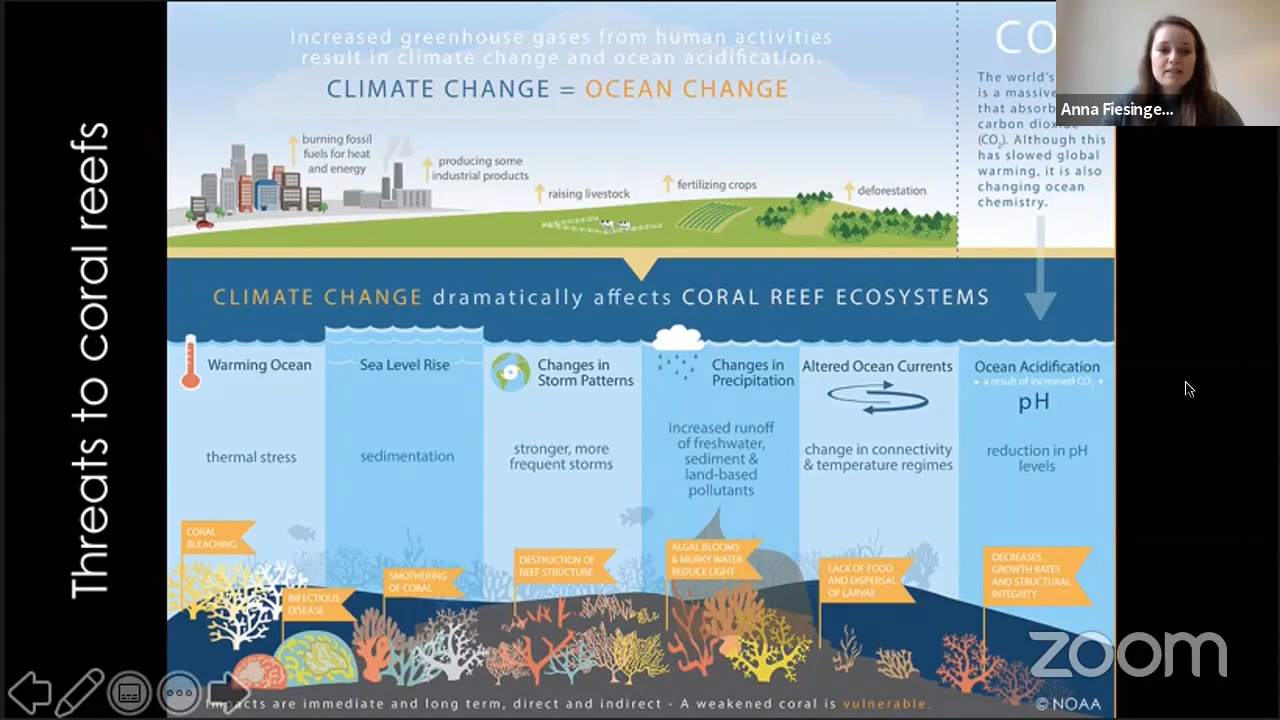 Threats to coral reefs
Increased greenhouse gases from human activities
result in climate change and ocean acidification.
CLIMATE CHANGE = OCEAN CHANGE
burning fossil
fuels for heat
and energy
producing some
industrial products
raising livestock
fertilizing crops
deforestation
CO
The world's
is a massive
that absorb
carbon
(CO2). Although this
has slowed global
warming, it is also
changing ocean
chemistry.
Anna Fiesinge...
CLIMATE CHANGE dramatically affects CORAL REEF ECOSYSTEMS
Warming Ocean
thermal stress
Sea Level Rise
sedimentation
Changes in
Storm Patterns
stronger, more
frequent storms
Changes in
Precipitation
increased runoff
of freshwater,
sediment &
land-based
pollutants
Altered Ocean Currents
change in connectivity
& temperature regimes
Ocean Acidification
• a result of increased CO2 •
pH
reduction in pH
levels
CORAL
BLEACHING
INFECTIOUS
DISEASE
SMOTHERING
OF CORAL
DESTRUCTION OF
REEF STRUCTURE
ALGAL BLOOMS
& MURKY WATER
REDUCE LIGHT
LACK OF FOOD
AND DISPERSAL
OF LARVAE
DECREASES
GROWTH RATES
AND STRUCTURAL
INTEGRITY
Impacts are immediate and long term, direct and indirect - A weakened coral is vulnerable.
© NOAA
zoom